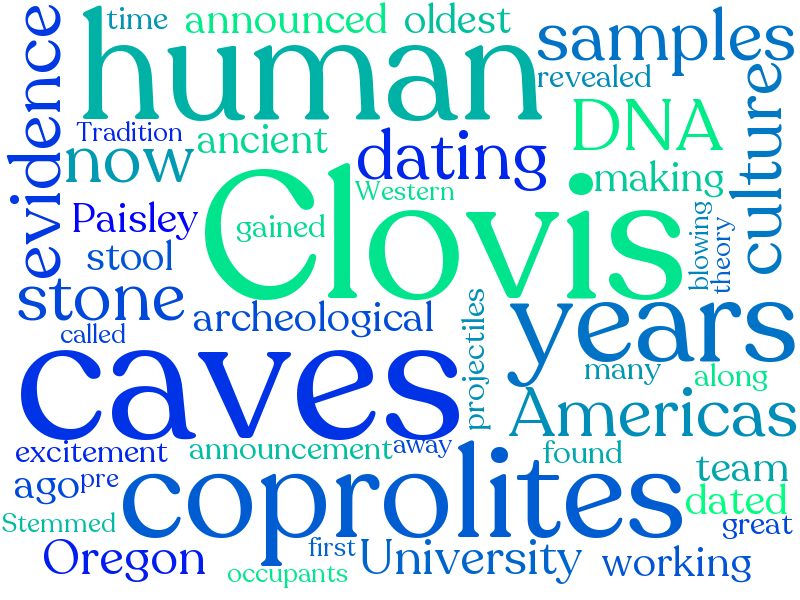 time announced oldest
human
samples
revealed
evidence
Tradition
ancient
DNA
culture
now
dating
making
Western
Clovis
gained
Paisley
blowing
theory
stool
stone
archeological
years
called
projectiles
caves
many
along
Americas
excitement
announcement
away
found
team
ago
pre
coprolites
dated
Stemmed
great
Oregon
first
University
working
occupants